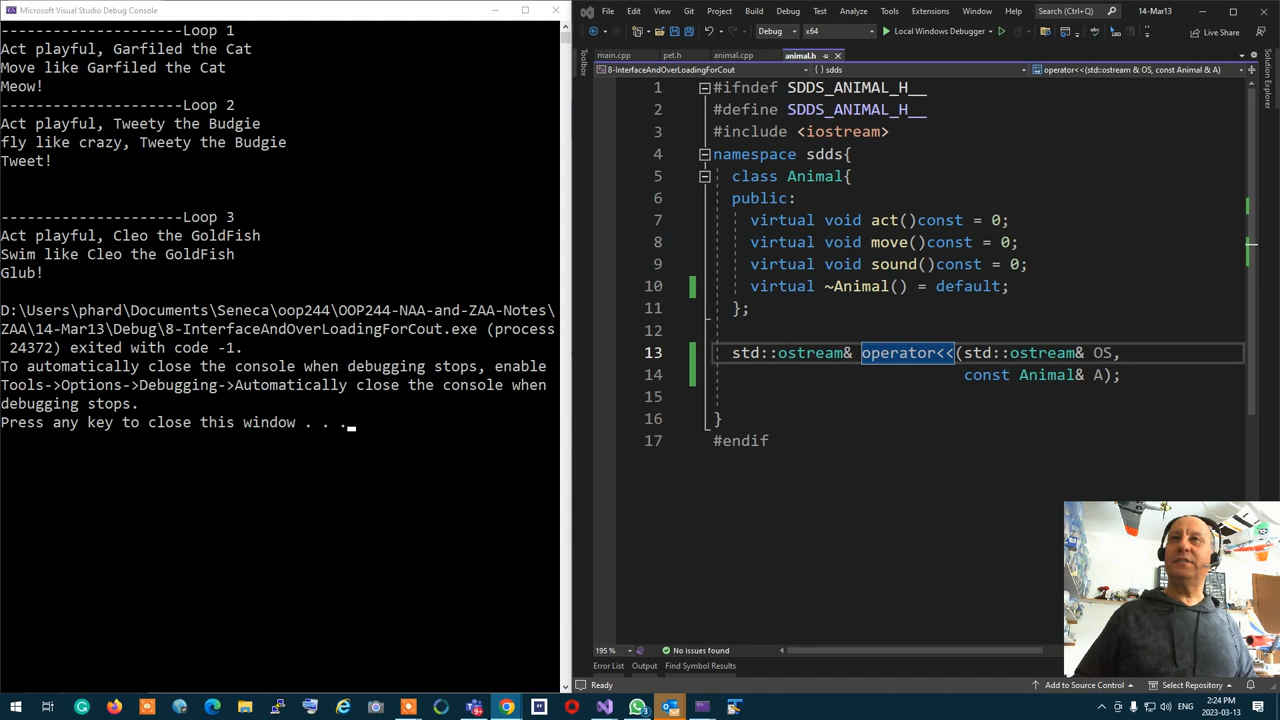 Microsoft Visual Studio Debug Console
---------------------Loop 1
Act playful, Garfiled the Cat
Move like Garfiled the Cat
Meow!
---------------------Loop 2
Act playful, Tweety the Budgie
fly like crazy, Tweety the Budgie
Tweet!
---------------------Loop 3
Act playful, Cleo the GoldFish
Swim like Cleo the GoldFish
Glub!
D:\Users\phard\Documents\Seneca\oop244\OOP244-NAA-and-ZAA-Notes\
ZAA\14-Mar13\Debug\8-InterfaceAndOverLoadingForCout.exe (process
24372) exited with code -1.
To automatically close the console when debugging stops, enable
Tools->Options->Debugging->Automatically close the console when
debugging stops.
Press any key to close this window . . .
File Edit View Git Project Build Debug Test Analyze Tools Extensions Window Help Search (Ctrl+Q) 14-Mar13
Debug x64 Local Windows Debugger Live Share
main.cpp pet.h animal.cpp animal.h
8-InterfaceAndOverLoadingForCout sdds operator<<(std::ostream & OS, const Animal & A)
Toolbox
Solution Explorer
1 #ifndef SDDS_ANIMAL_H__
2 #define SDDS_ANIMAL_H__
3 #include <iostream>
4 namespace sdds{
5 class Animal{
6 public:
7 virtual void act()const = 0;
8 virtual void move()const = 0;
9 virtual void sound()const = 0;
10 virtual ~Animal() = default;
11 };
12
13 std::ostream& operator<<(std::ostream& OS,
14 const Animal& A);
15
16 }
17 #endif
195 % No issues found
Error List Output Find Symbol Results
Ready Add to Source Control Select Repository
2:24 PM
2023-03-13